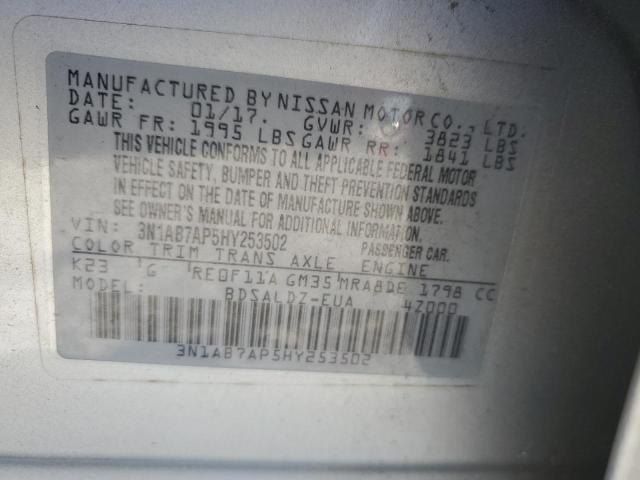 MANUFACTURED BY NISSAN MOTOR CO., LTD.
DATE: 01/17. GVWR: 3823 LBS
GAWR FR: 1995 LBS GAWR RR: 1841 LBS
THIS VEHICLE CONFORMS TO ALL APPLICABLE FEDERAL MOTOR
VEHICLE SAFETY, BUMPER AND THEFT PREVENTION STANDARDS
IN EFFECT ON THE DATE OF MANUFACTURE SHOWN ABOVE.
SEE OWNER'S MANUAL FOR ADDITIONAL INFORMATION.
VIN: 3N1AB7AP5HY253502 PASSENGER CAR.
COLOR TRIM TRANS AXLE ENGINE
K23 G RE0F11A GM35 MRA8DE 1798 CC
MODEL: BDSALDZ-EUA 4Z000
3N1AB7AP5HY253502